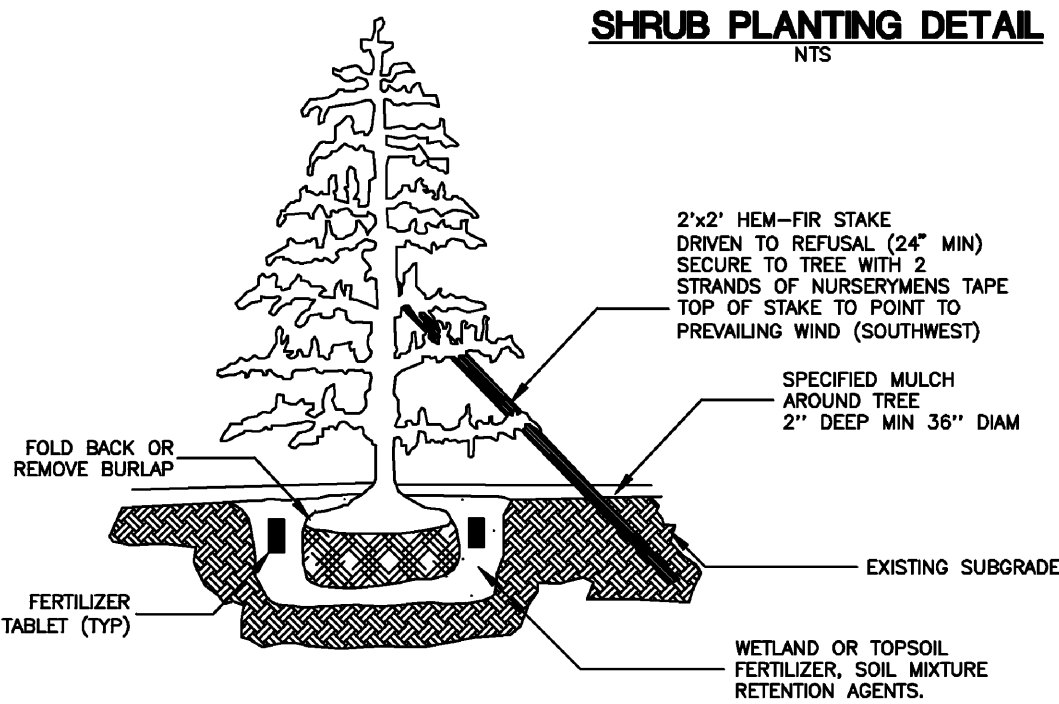 SHRUB PLANTING DETAIL
NTS
2'x2' HEM-FIR STAKE
DRIVEN TO REFUSAL (24" MIN)
SECURE TO TREE WITH 2
STRANDS OF NURSERYMENS TAPE
TOP OF STAKE TO POINT TO
PREVAILING WIND (SOUTHWEST)
SPECIFIED MULCH
AROUND TREE
2" DEEP MIN 36" DIAM
FOLD BACK OR
REMOVE BURLAP
EXISTING SUBGRADE
FERTILIZER
TABLET (TYP)
WETLAND OR TOPSOIL
FERTILIZER, SOIL MIXTURE
RETENTION AGENTS.